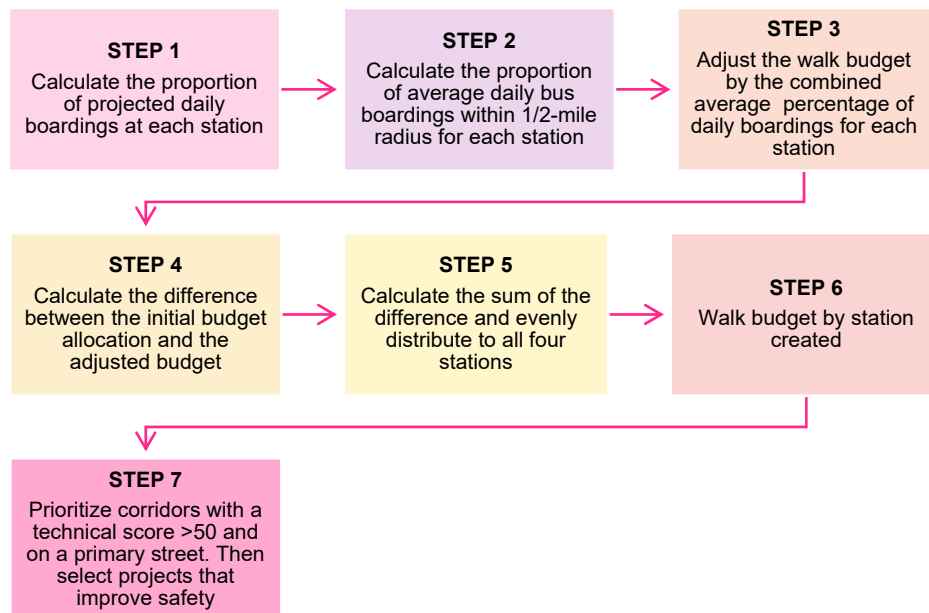 STEP 1
Calculate the proportion
of projected daily
boardings at each station
STEP 2
Calculate the proportion
of average daily bus
boardings within 1/2-mile
radius for each station
STEP 3
Adjust the walk budget
by the combined
average percentage of
daily boardings for each
station
STEP 4
Calculate the difference
between the initial budget
allocation and the
adjusted budget
STEP 5
Calculate the sum of the
difference and evenly
distribute to all four
stations
STEP 6
Walk budget by station
created
STEP 7
Prioritize corridors with a
technical score >50 and
on a primary street. Then
select projects that
improve safety